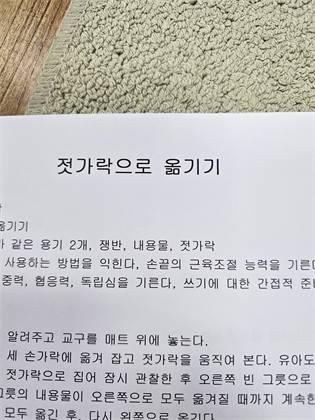 젓가락으로 옮기기
옮기기
같은 용기 2개, 쟁반, 내용물, 젓가락
사용하는 방법을 익힌다, 손끝의 근육조절 능력을 기른다
중력, 협응력, 독립심을 기른다, 쓰기에 대한 간접적 준비
알려주고 교구를 매트 위에 놓는다.
세 손가락에 옮겨 잡고 젓가락을 움직여 본다. 유아도
젓가락으로 집어 잠시 관찰한 후 오른쪽 빈 그릇으로
그릇의 내용물이 오른쪽으로 모두 옮겨질 때까지 계속한
모두 옮긴 후, 다시 왼쪽으로 옮긴다